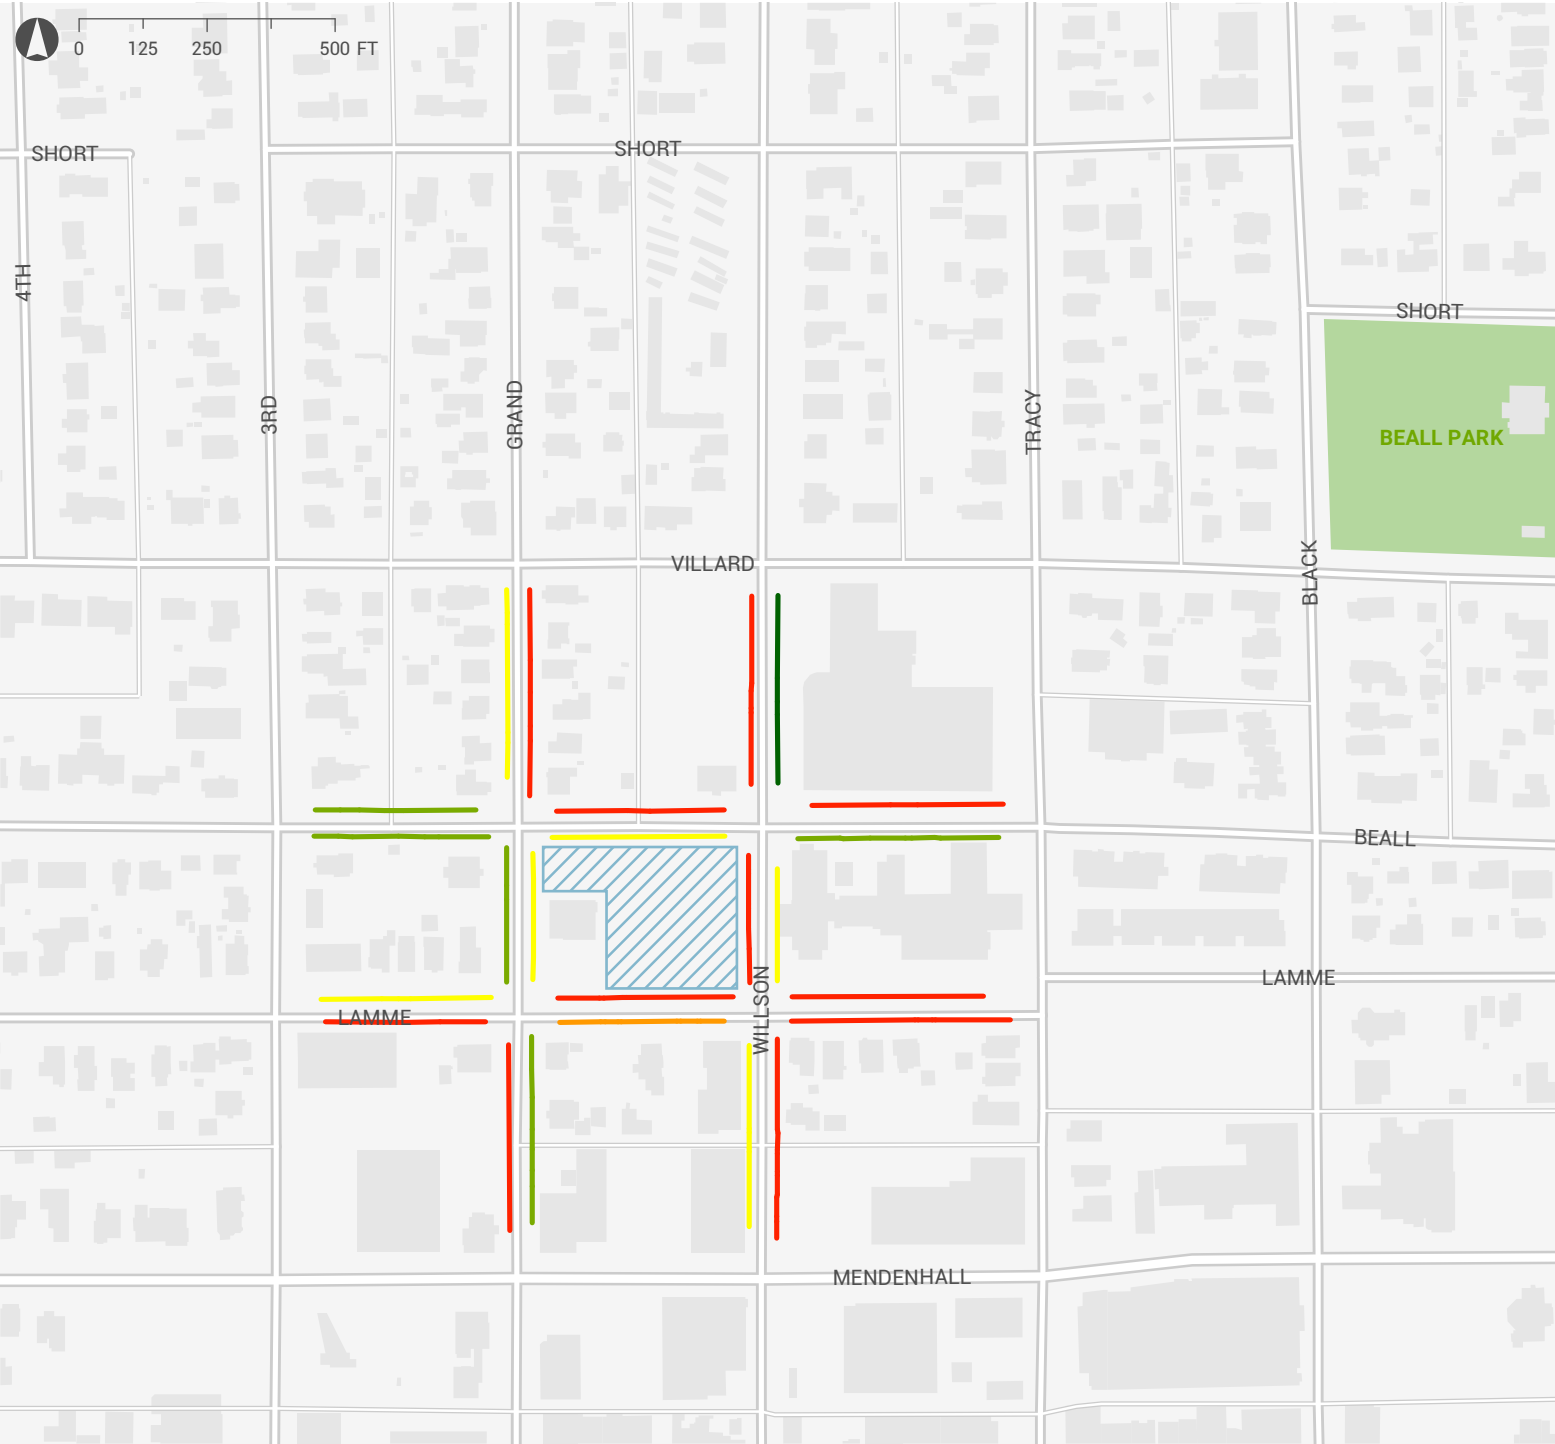 0 125 250 500 FT
SHORT
SHORT
4TH
SHORT
3RD
GRAND
TRACY
BEALL PARK
VILLARD
BLACK
BEALL
LAMME
WILLSON
LAMME
MENDENHALL